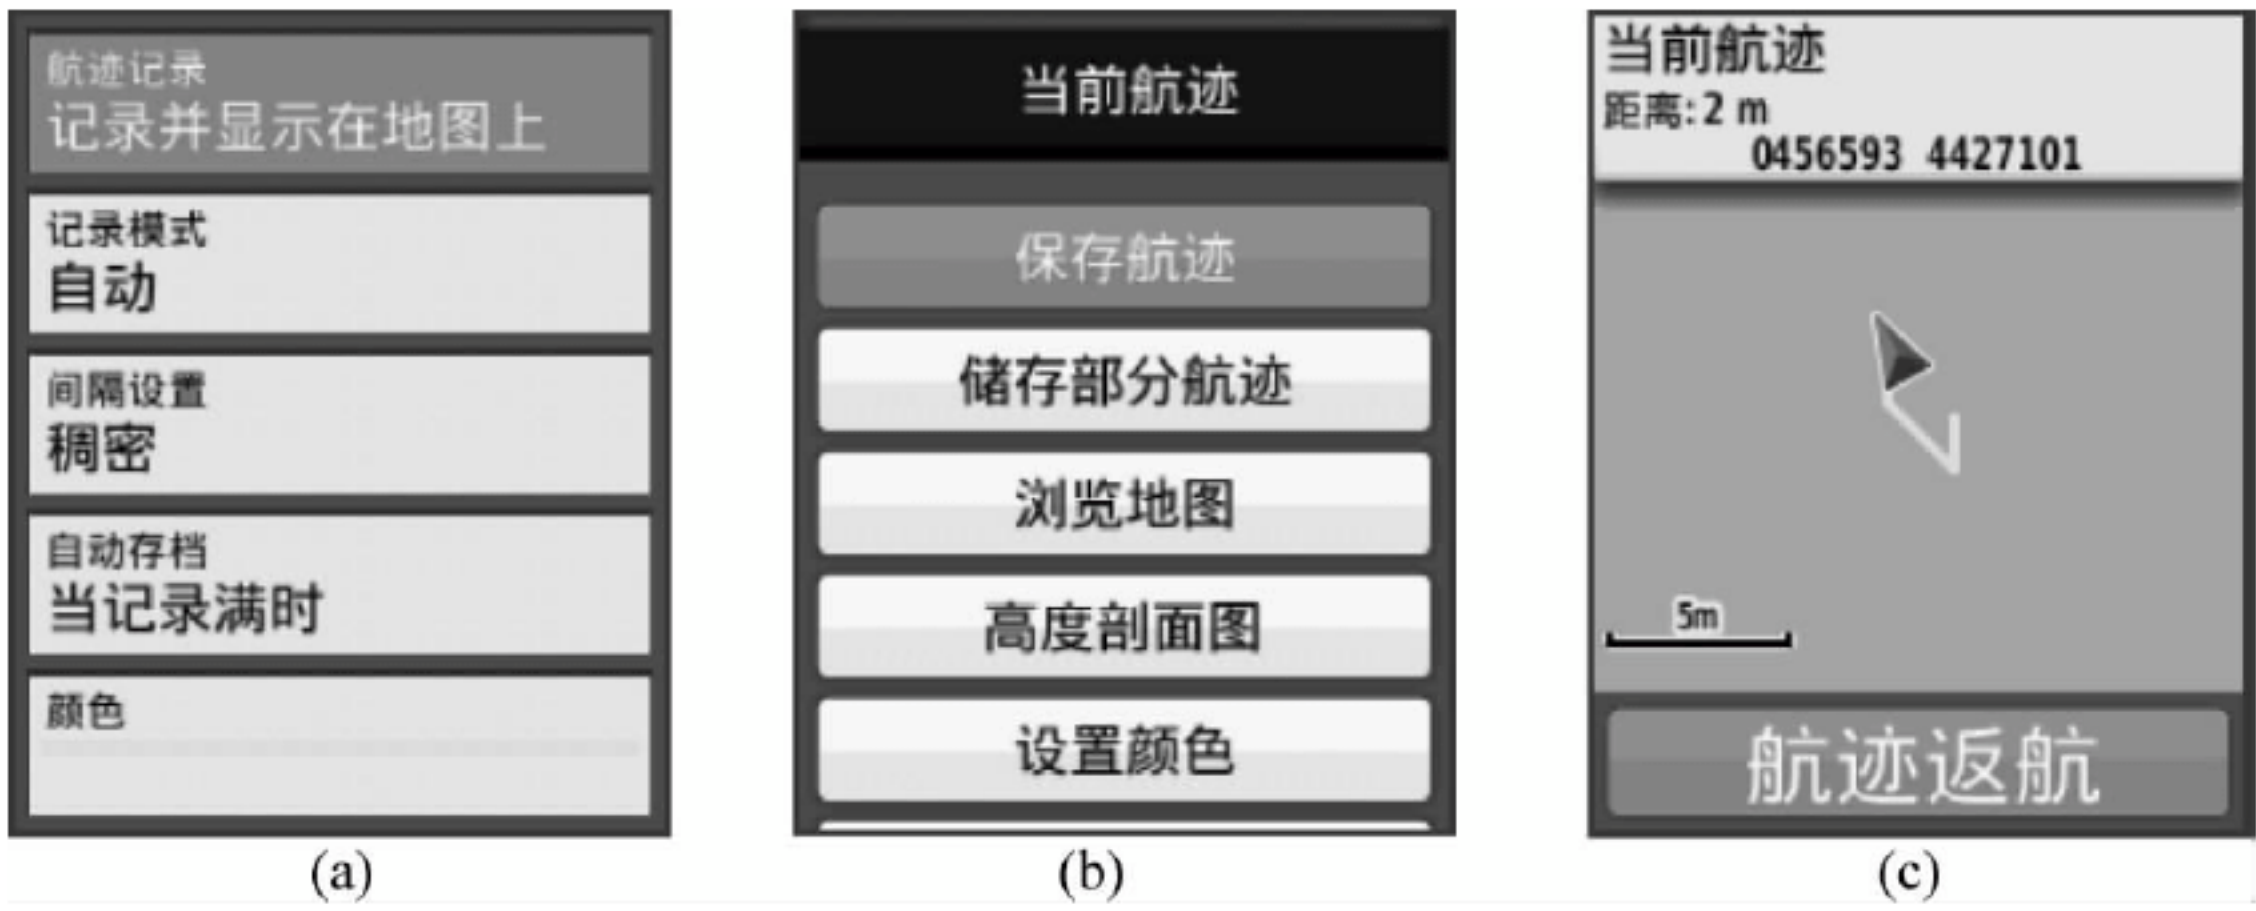 航迹记录
记录并显示在地图上
记录模式
自动
间隔设置
稠密
自动存档
当记录满时
颜色
(a)
当前航迹
保存航迹
储存部分航迹
浏览地图
高度剖面图
设置颜色
(b)
当前航迹
距离:2 m
0456593 4427101
5m
航迹返航
(c)